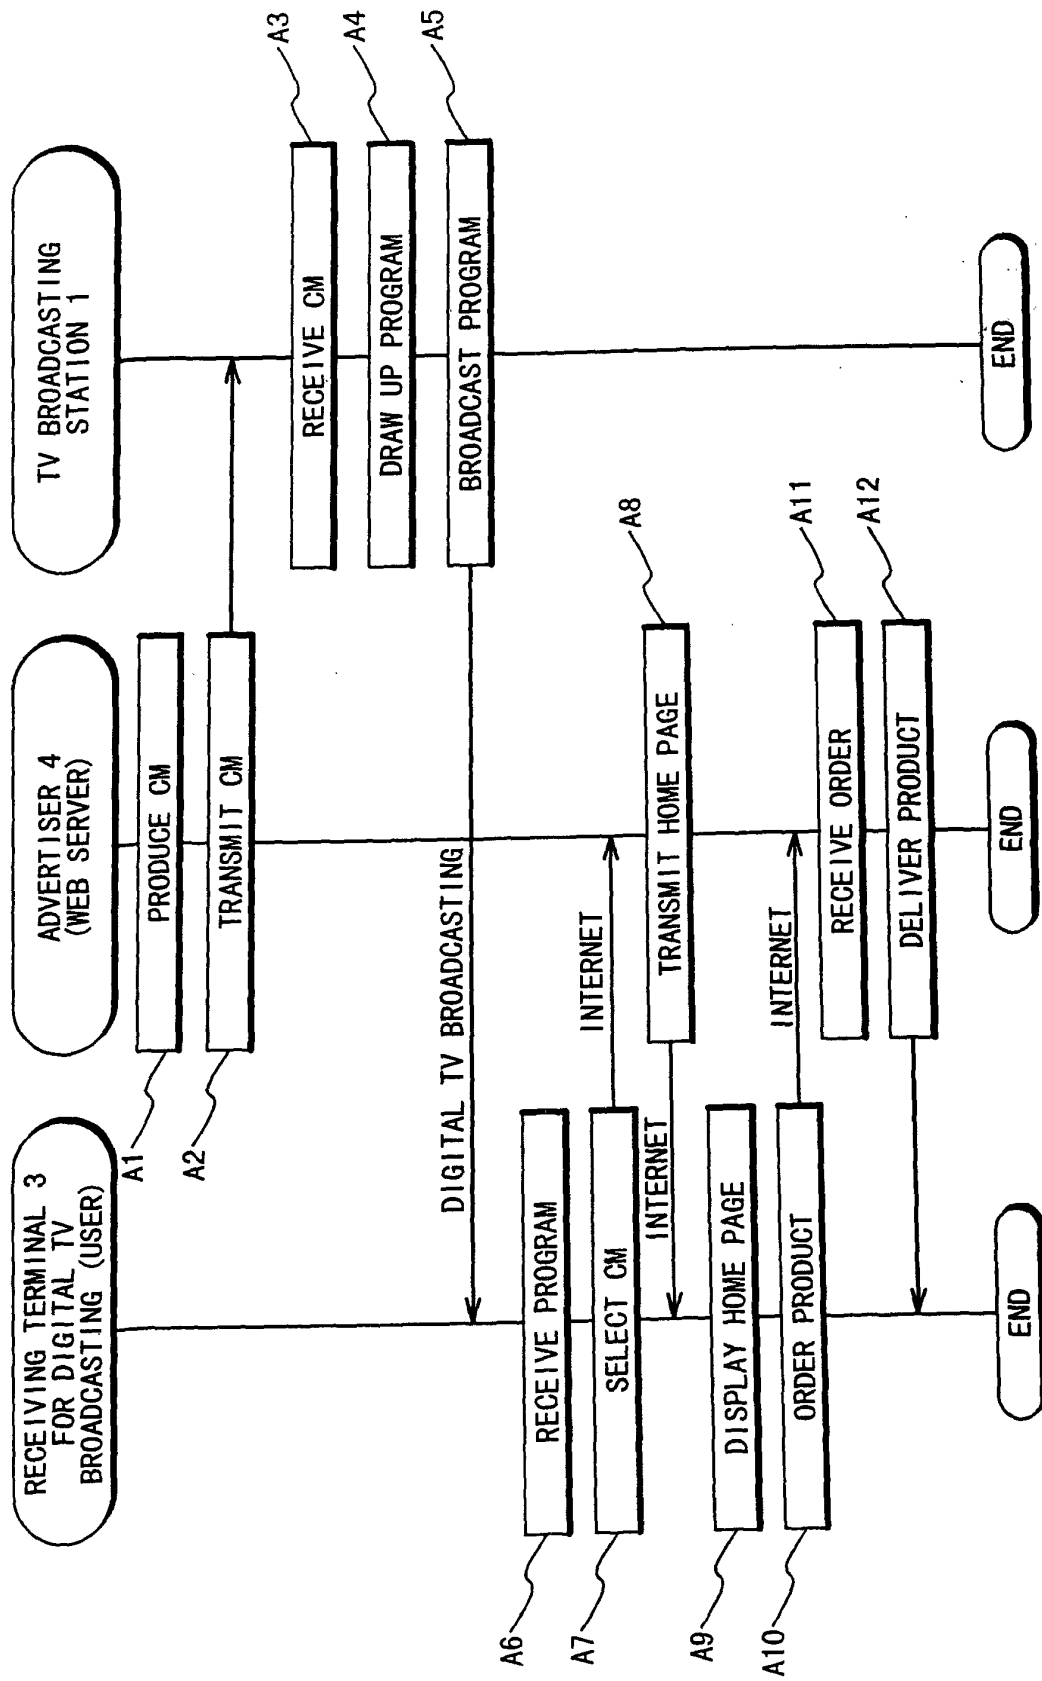 RECEIVING TERMINAL 3
FOR DIGITAL TV
BROADCASTING (USER)
ADVERTISER 4
(WEB SERVER)
TV BROADCASTING
STATION 1
A1
PRODUCE CM
A2
TRANSMIT CM
RECEIVE CM
A3
DRAW UP PROGRAM
A4
BROADCAST PROGRAM
A5
DIGITAL TV BROADCASTING
A6
RECEIVE PROGRAM
A7
SELECT CM
INTERNET
INTERNET
TRANSMIT HOME PAGE
A8
A9
DISPLAY HOME PAGE
A10
ORDER PRODUCT
INTERNET
RECEIVE ORDER
A11
DELIVER PRODUCT
A12
END
END
END